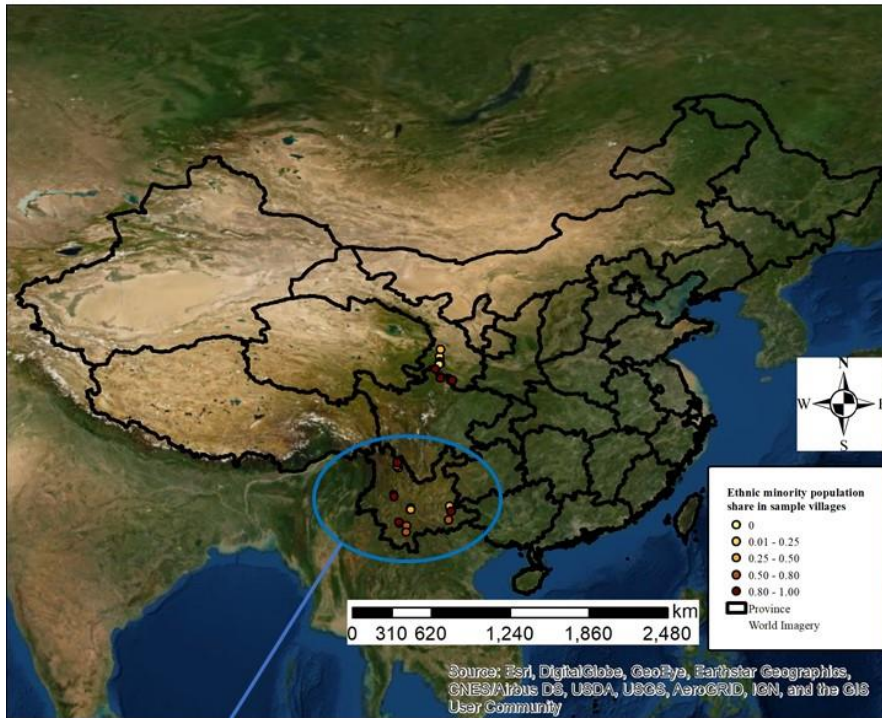 N
W
E
S
Ethnic minority population
share in sample villages
0
0.01 - 0.25
0.25 - 0.50
0.50 - 0.80
0.80 - 1.00
Province
World Imagery
km
0 310 620 1,240 1,860 2,480
Source: Esri, DigitalGlobe, GeoEye, Earthstar Geographics,
CNES/Airbus DS, USDA, USGS, AeroGRID, IGN, and the GIS
User Community